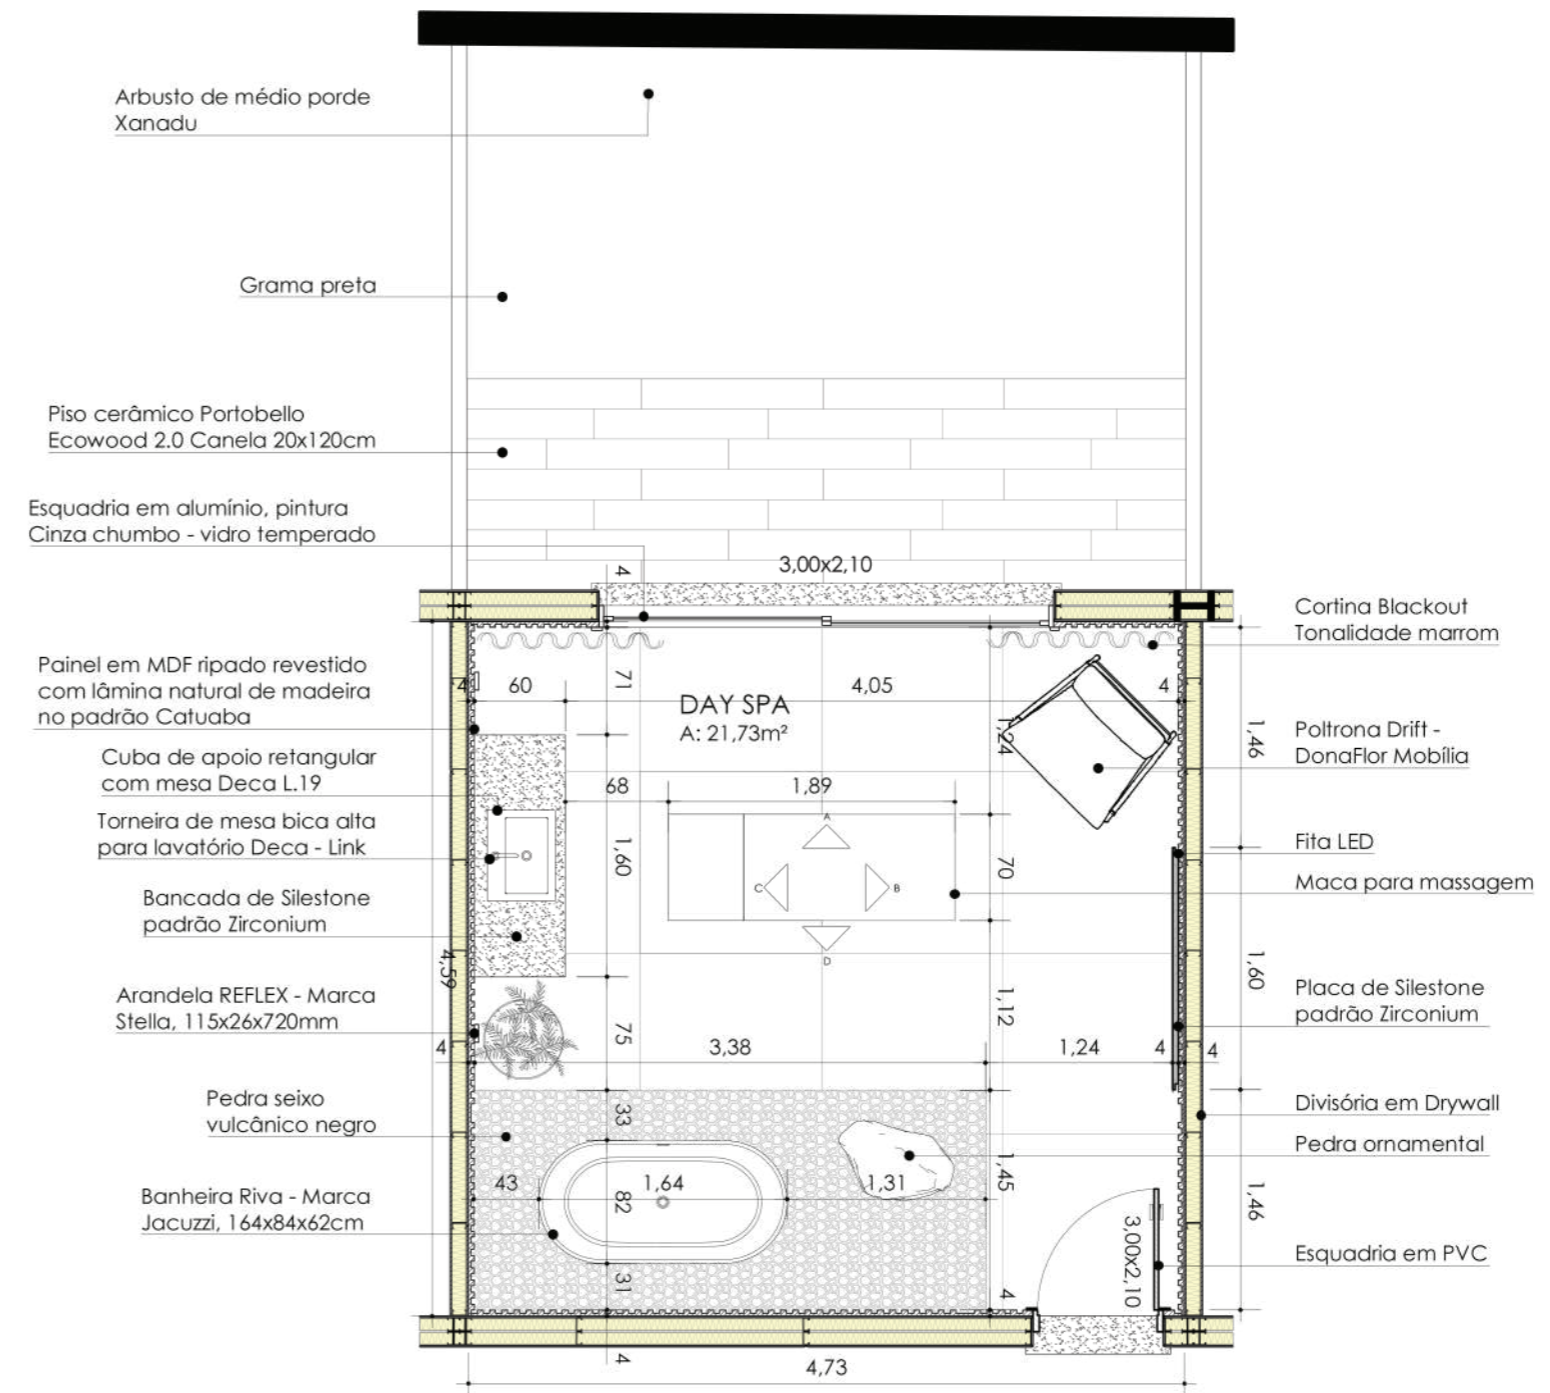 Arbusto de médio porde
Xanadu
Grama preta
Piso cerâmico Portobello
Ecowood 2.0 Canela 20x120cm
Esquadria em alumínio, pintura
Cinza chumbo - vidro temperado
3,00x2,10
4
Cortina Blackout
Tonalidade marrom
Painel em MDF ripado revestido
com lâmina natural de madeira
no padrão Catuaba
4
60
71
DAY SPA
A: 21,73m²
4,05
4
1,24
1,46
Poltrona Drift -
DonaFlor Mobília
Cuba de apoio retangular
com mesa Deca L.19
68
1,89
Torneira de mesa bica alta
para lavatório Deca - Link
1,60
A
C
B
D
70
Fita LED
Maca para massagem
Bancada de Silestone
padrão Zirconium
4,59
Arandela REFLEX - Marca
Stella, 115x26x720mm
1,12
1,60
Placa de Silestone
padrão Zirconium
4
75
3,38
1,24
4
4
Pedra seixo
vulcânico negro
33
Divisória em Drywall
Pedra ornamental
43
1,64
82
1,31
1,45
1,46
Banheira Riva - Marca
Jacuzzi, 164x84x62cm
3,00x2,10
Esquadria em PVC
31
4
4
4,73